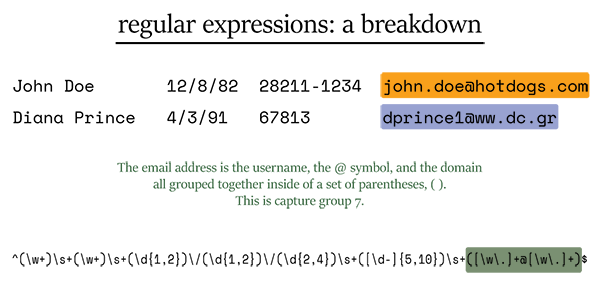 regular expressions: a breakdown
John Doe 12/8/82 28211-1234 john.doe@hotdogs.com
Diana Prince 4/3/91 67813 dprince1@ww.dc.gr
The email address is the username, the @ symbol, and the domain
all grouped together inside of a set of parentheses, ( ).
This is capture group 7.
^(\w+)\s+(\w+)\s+(\d{1,2})\/(\d{1,2})\/(\d{2,4})\s+([\d-]{5,10})\s+([\w\.]+@[\w\.]+)$